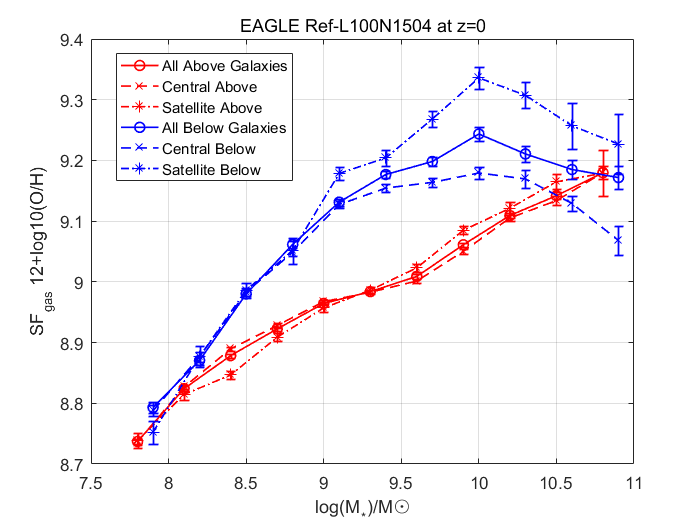 EAGLE Ref-L100N1504 at z=0
9.4
9.3
9.2
9.1
9
8.9
8.8
8.7
SF_gas 12+log10(O/H)
All Above Galaxies
Central Above
Satellite Above
All Below Galaxies
Central Below
Satellite Below
7.5 8 8.5 9 9.5 10 10.5 11
log(M⋆)/M☉